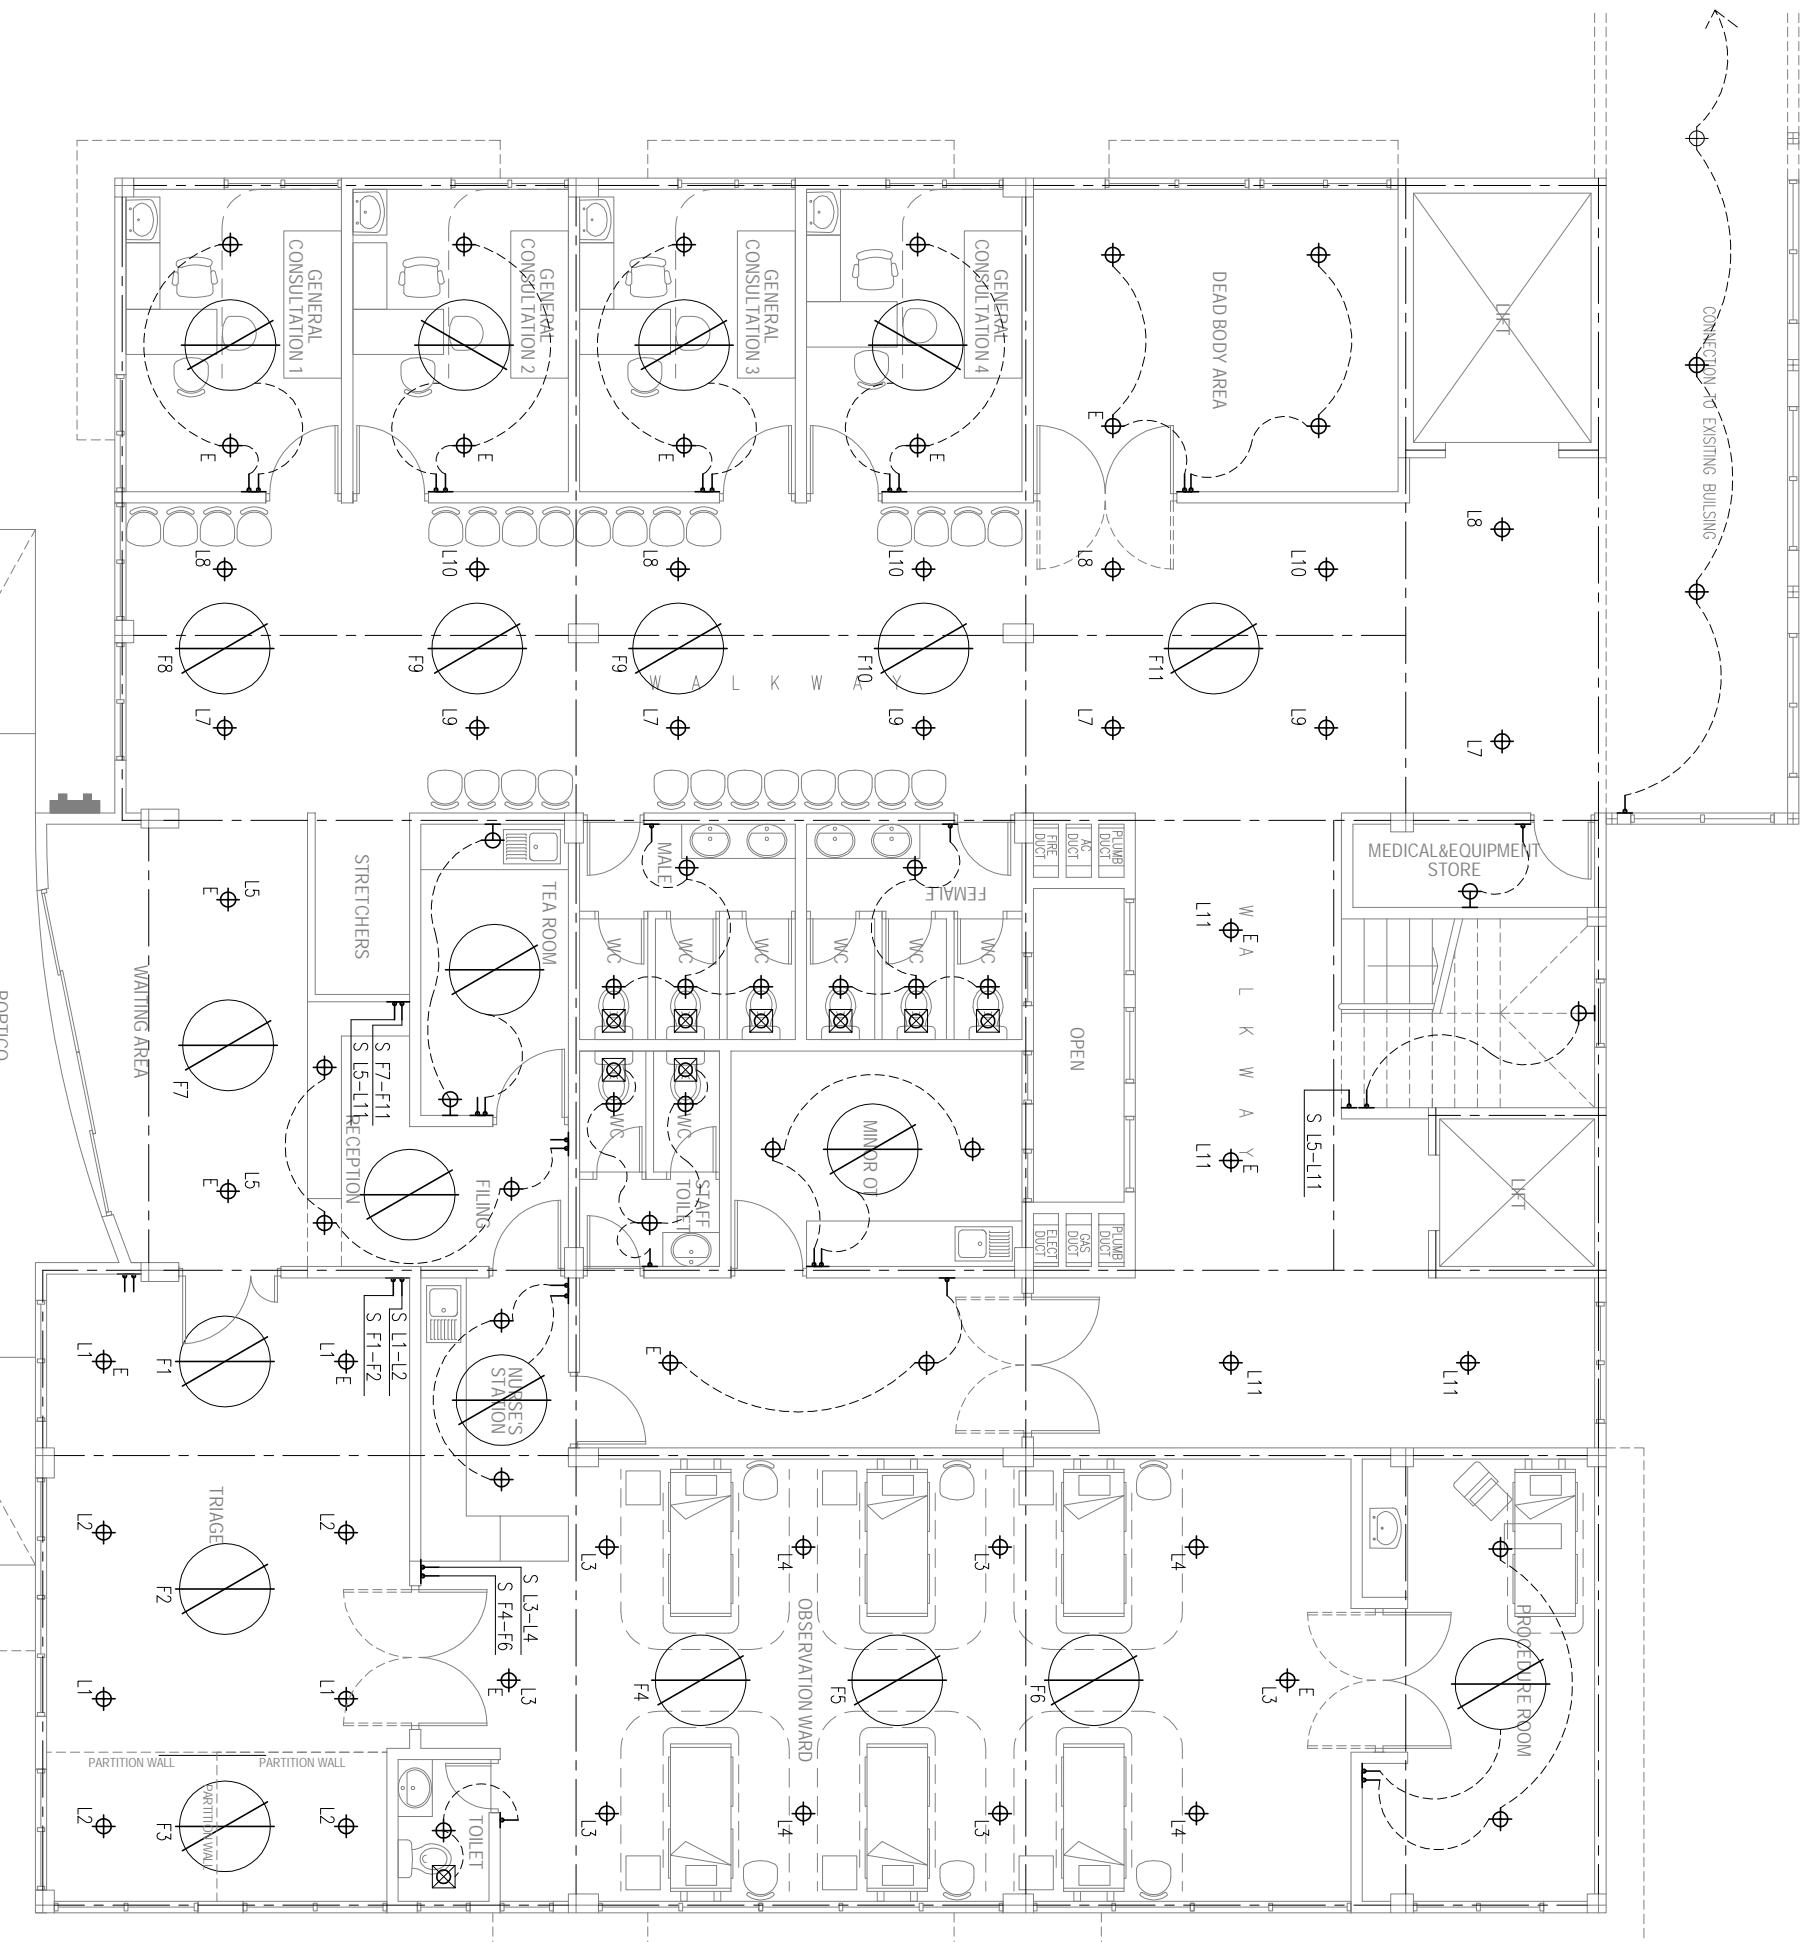 CONNECTION TO EXISITING BUILSING
GENERAL
CONSULTATION 1
GENERAL
CONSULTATION 2
GENERAL
CONSULTATION 3
GENERAL
CONSULTATION 4
DEAD BODY AREA
LIFT
E
E
E
E
E
L8
L10
L8
L10
L8
L10
L8
F8
F9
F9
F10
F11
W A L K W A Y
L7
L9
L7
L9
L7
L9
L7
STRETCHERS
TEA ROOM
MALE
FEMALE
FIRE
DUCT
AC
DUCT
PLUMB
DUCT
MEDICAL&EQUIPMENT
STORE
L5
E
L11
E
W A L K W A Y
WC
WC
WC
WC
WC
WC
WAITING AREA
PORTICO
OPEN
F7
S F7-F11
S L5-L11
RECEPTION
FILING
WC
WC
STAFF
TOILET
MINOR OT
L5
E
L11
E
S L5-L11
LIFT
ELECT
DUCT
GAS
DUCT
PLUMB
DUCT
L1
E
F1
L1
E
S L1-L2
S F1-F2
NURSE'S
STATION
E
L11
L11
TRIAGE
L2
L2
F2
L3
L4
L3
L4
S L3-L4
S F4-F6
OBSERVATION WARD
PROCEDURE ROOM
L1
L1
E
L3
F4
F5
F6
E
L3
PARTITION WALL
PARTITION WALL
PARTITION WALL
L2
F3
L2
TOILET
L3
L4
L3
L4